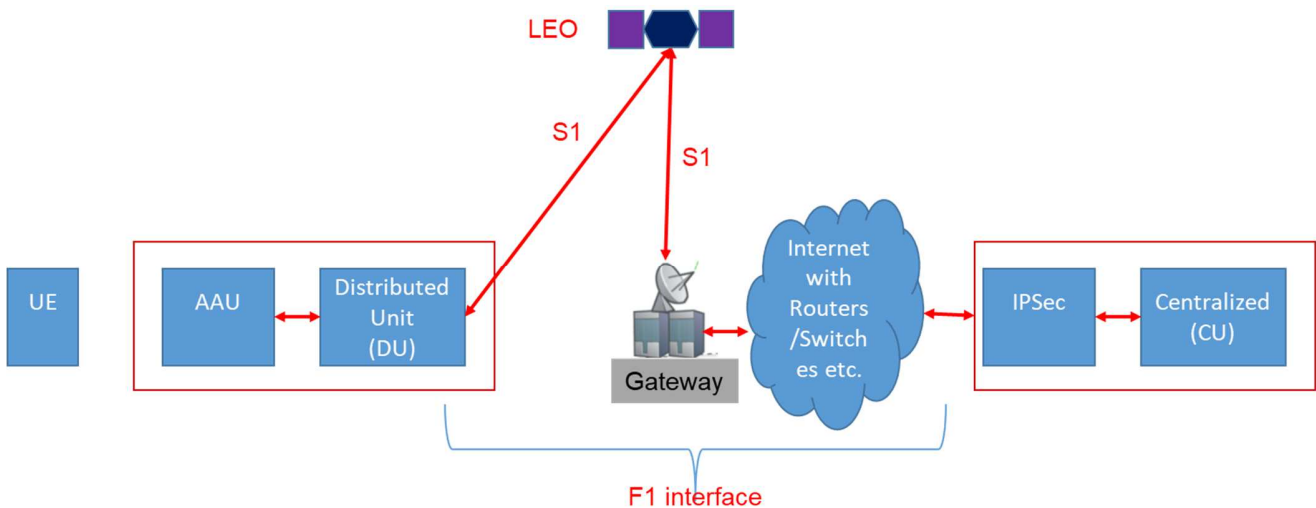 LEO
S1
S1
UE
AAU
Distributed
Unit
(DU)
Gateway
Internet
with
Routers
/Switch
es etc.
IPSec
Centralized
(CU)
F1 interface